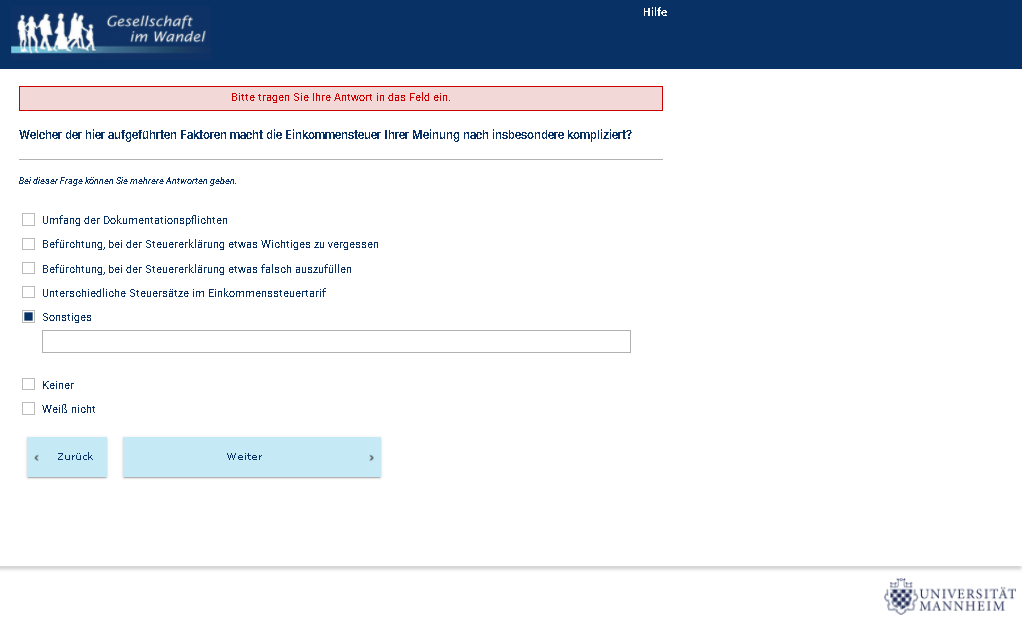 Gesellschaft
im Wandel
Hilfe
Bitte tragen Sie Ihre Antwort in das Feld ein.
Welcher der hier aufgeführten Faktoren macht die Einkommensteuer Ihrer Meinung nach insbesondere kompliziert?
Bei dieser Frage können Sie mehrere Antworten geben.
Umfang der Dokumentationspflichten
Befürchtung, bei der Steuererklärung etwas Wichtiges zu vergessen
Befürchtung, bei der Steuererklärung etwas falsch auszufüllen
Unterschiedliche Steuersätze im Einkommenssteuertarif
Sonstiges
Keiner
Weiß nicht
‹ Zurück
Weiter ›
UNIVERSITÄT
MANNHEIM